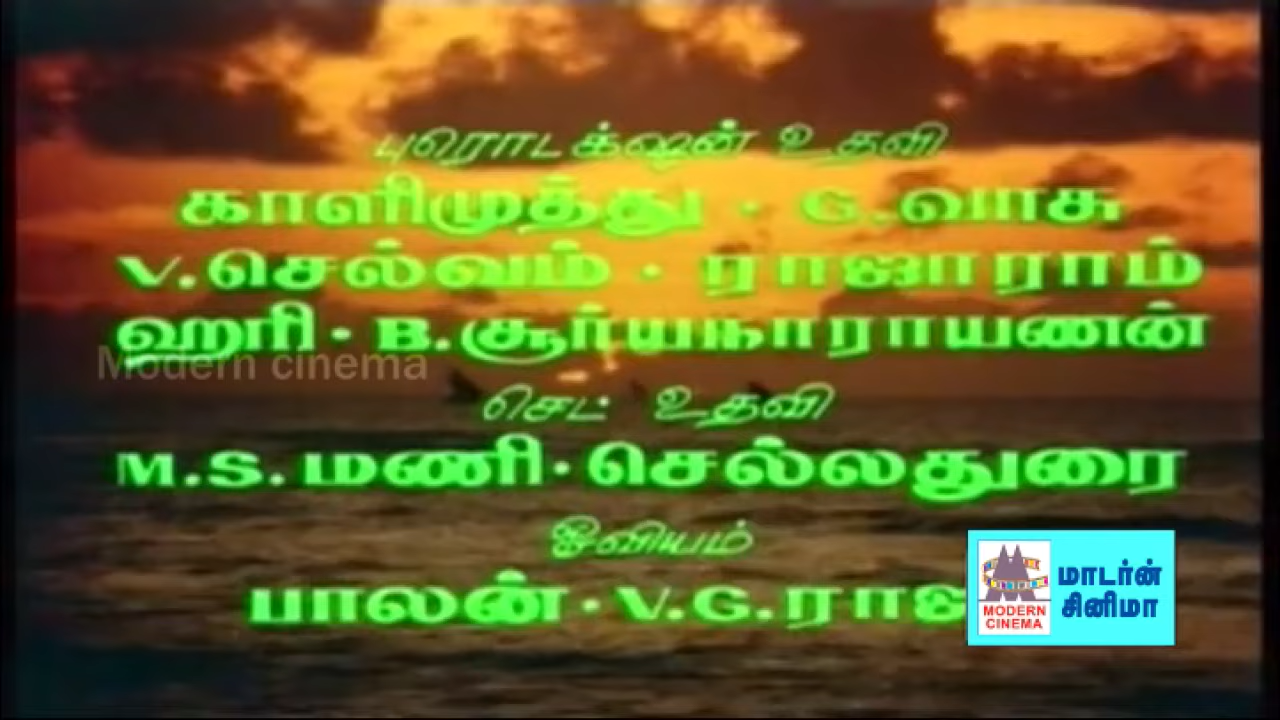 புரொடக்ஷன் உதவி
காளிமுத்து · G.வாசு
V.செல்வம் · ராஜாராம்
ஹரி · B.சூர்யநாராயணன்
Modern cinema
செட் உதவி
M.S.மணி · செல்லதுரை
ஓவியம்
பாலன் · V.G.
மாடர்ன்
சினிமா
MODERN
CINEMA